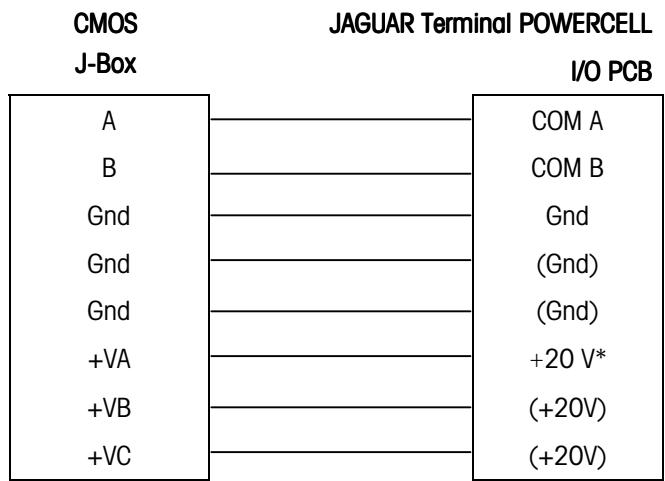 CMOS JAGUAR Terminal POWERCELL
J-Box I/O PCB
A COM A
B COM B
Gnd Gnd
Gnd (Gnd)
Gnd (Gnd)
+VA +20 V*
+VB (+20V)
+VC (+20V)